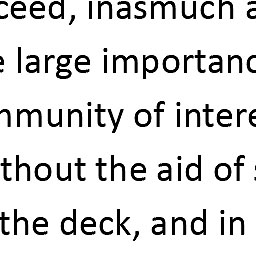 ceed, inasmuch a
e large importanc
mmunity of intere
thout the aid of s
the deck, and in